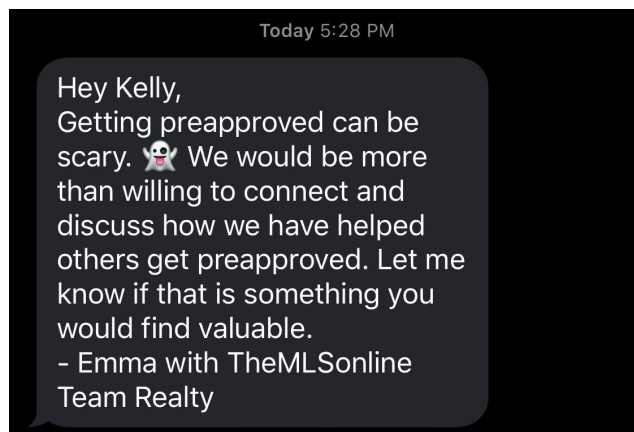 Today 5:28 PM
Hey Kelly,
Getting preapproved can be
scary. 👻 We would be more
than willing to connect and
discuss how we have helped
others get preapproved. Let me
know if that is something you
would find valuable.
- Emma with TheMLSonline
Team Realty